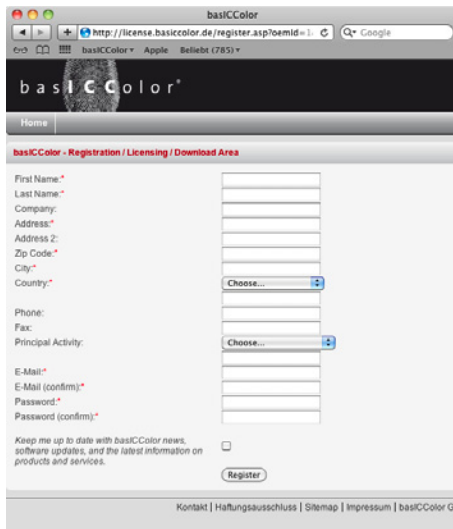 basICColor
http://license.basiccolor.de/register.asp?oemId=1
Google
basICColor Apple Beliebt (785)
basICColor
Home
basICColor - Registration / Licensing / Download Area
First Name:*
Last Name:*
Company:
Address:*
Address 2:
Zip Code:*
City:*
Country:* Choose...
Phone:
Fax:
Principal Activity: Choose...
E-Mail:*
E-Mail (confirm):*
Password:*
Password (confirm):*
Keep me up to date with basICColor news,
software updates, and the latest information on
products and services.
Register
Kontakt | Haftungsausschluss | Sitemap | Impressum | basICColor G